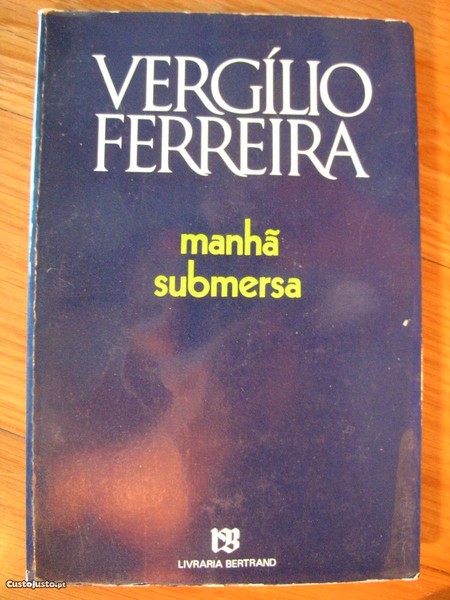 VERGÍLIO
FERREIRA
manhã
submersa
LIVRARIA BERTRAND
CustoJusto.pt